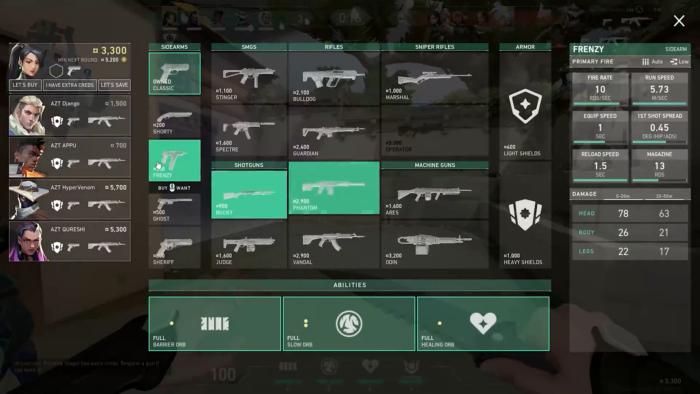 ¤ 3,300
MIN NEXT ROUND: ¤ 5,200
LET'S BUY
I HAVE EXTRA CREDS
LET'S SAVE
AZT Django
¤ 1,500
AZT APPU
¤ 700
AZT HyperVenom
¤ 5,700
AZT QURESHI
¤ 5,300
SIDEARMS
OWNED
CLASSIC
¤200
SHORTY
FRENZY
BUY
WANT
¤500
GHOST
SHERIFF
SMGS
¤1,100
STINGER
¤1,600
SPECTRE
SHOTGUNS
BUCKY
¤1,600
JUDGE
RIFLES
¤2,100
BULLDOG
¤2,400
GUARDIAN
¤2,900
PHANTOM
¤2,900
VANDAL
SNIPER RIFLES
¤1,000
MARSHAL
OPERATOR
MACHINE GUNS
¤1,600
ARES
¤3,200
ODIN
ARMOR
¤400
LIGHT SHIELDS
¤1,000
HEAVY SHIELDS
ABILITIES
FULL
BARRIER ORB
FULL
SLOW ORB
FULL
HEALING ORB
100
FRENZY
SIDEARM
PRIMARY FIRE
Auto
Low
FIRE RATE
10
RDS/SEC
RUN SPEED
5.73
M/SEC
EQUIP SPEED
1
SEC
1ST SHOT SPREAD
0.45
DEG (HIP/ADS)
RELOAD SPEED
1.5
SEC
MAGAZINE
13
RDS
DAMAGE
0-20m
20-50m
HEAD
78
63
BODY
26
21
LEGS
22
17